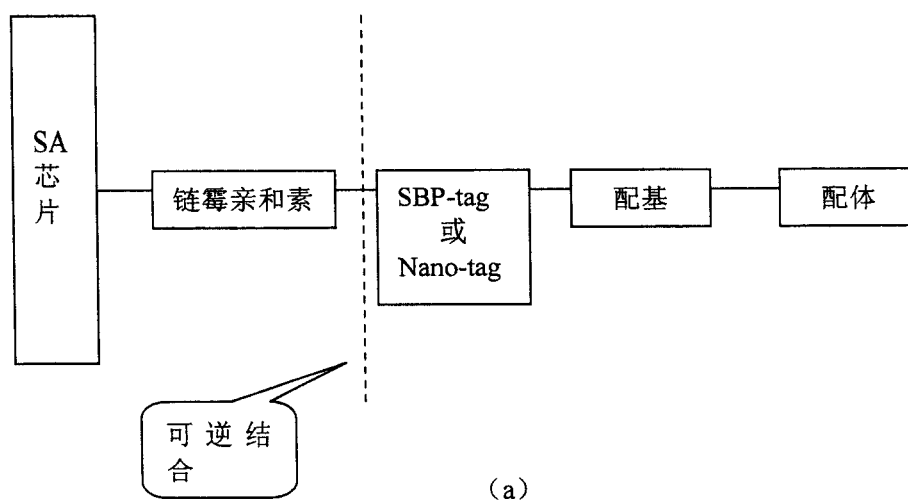 SA
芯
片
链霉亲和素
SBP-tag
或
Nano-tag
配基
配体
可逆结
合
（a）